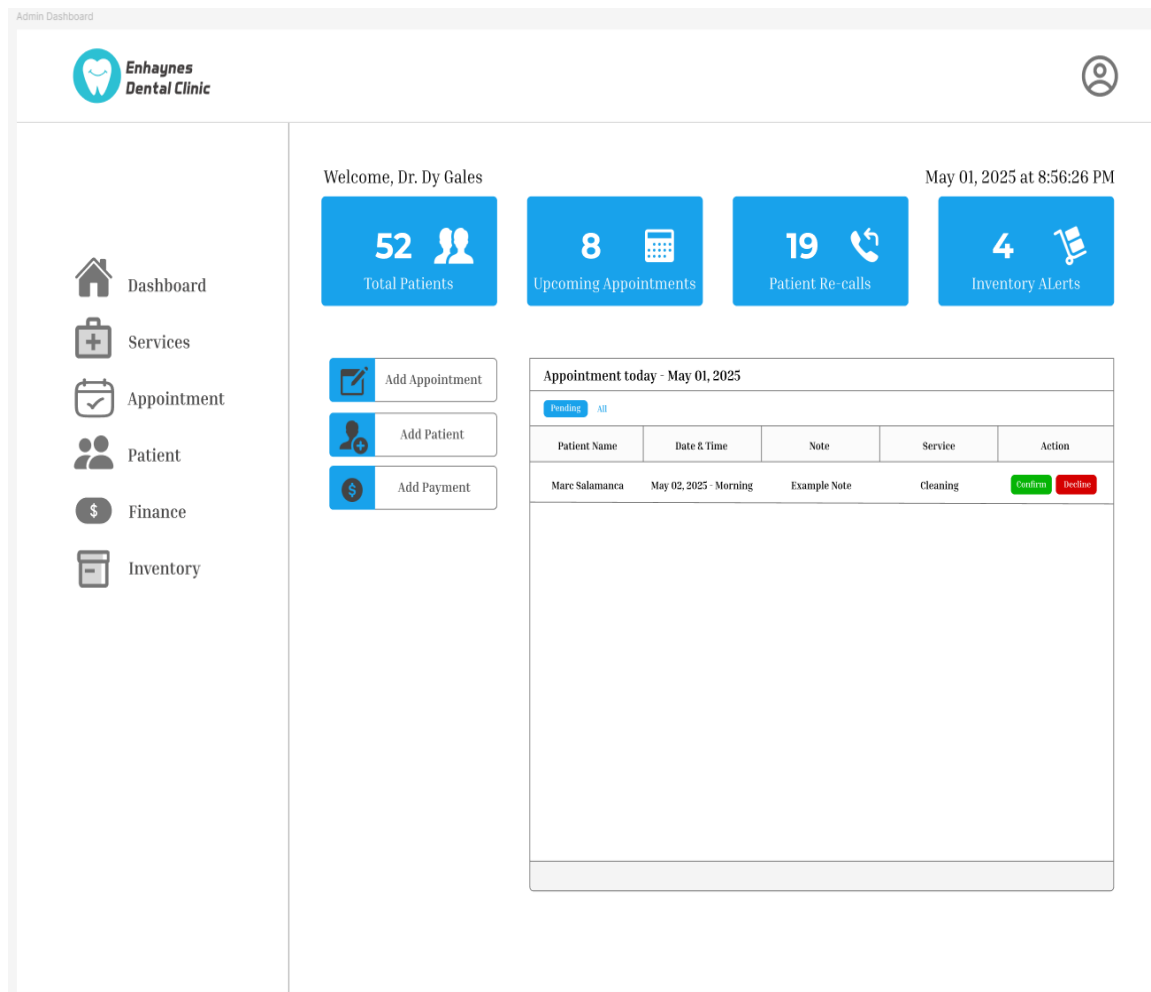 Admin Dashboard
Enhaynes
Dental Clinic
Welcome, Dr. Dy Gales
May 01, 2025 at 8:56:26 PM
52
Total Patients
8
Upcoming Appointments
19
Patient Re-calls
4
Inventory ALerts
Dashboard
Services
Appointment
Patient
$ Finance
Inventory
Add Appointment
Add Patient
$ Add Payment
Appointment today - May 01, 2025
Pending All
Patient Name Date & Time Note Service Action
Marc Salamanca May 02, 2025 - Morning Example Note Cleaning Confirm Decline